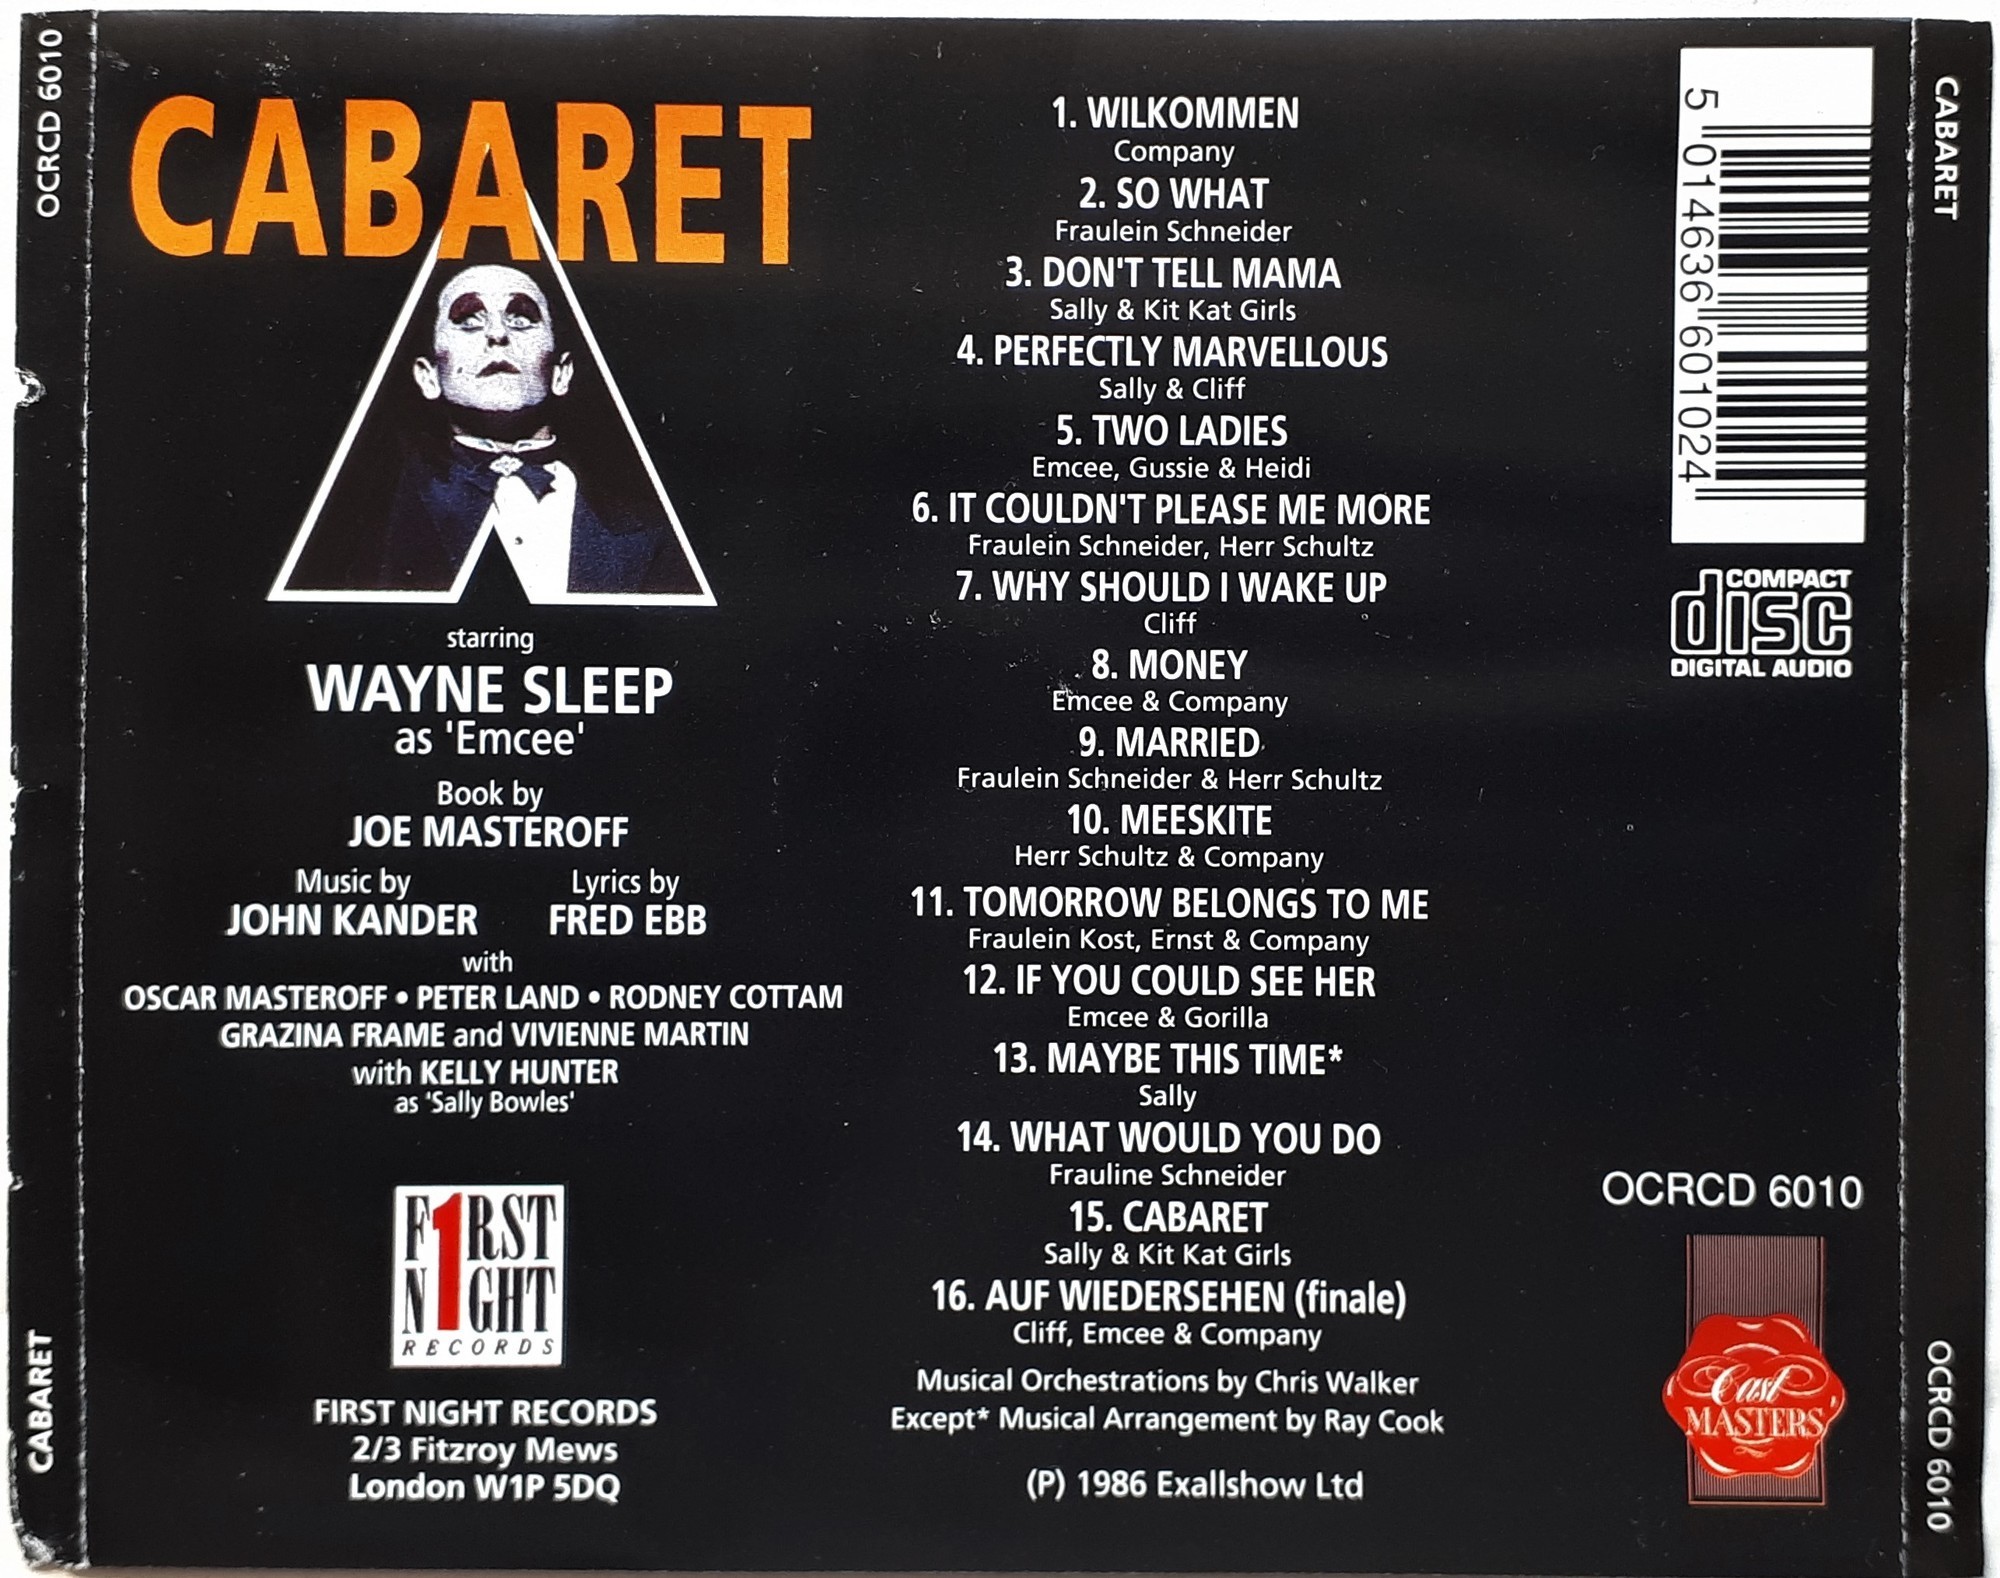 OCRCD 6010
CABARET
CABARET
starring
WAYNE SLEEP
as 'Emcee'
Book by
JOE MASTEROFF
Music by
JOHN KANDER
Lyrics by
FRED EBB
with
OSCAR MASTEROFF • PETER LAND • RODNEY COTTAM
GRAZINA FRAME and VIVIENNE MARTIN
with KELLY HUNTER
as 'Sally Bowles'
F1RST
N1GHT
RECORDS
FIRST NIGHT RECORDS
2/3 Fitzroy Mews
London W1P 5DQ
1. WILKOMMEN
Company
2. SO WHAT
Fraulein Schneider
3. DON'T TELL MAMA
Sally & Kit Kat Girls
4. PERFECTLY MARVELLOUS
Sally & Cliff
5. TWO LADIES
Emcee, Gussie & Heidi
6. IT COULDN'T PLEASE ME MORE
Fraulein Schneider, Herr Schultz
7. WHY SHOULD I WAKE UP
Cliff
8. MONEY
Emcee & Company
9. MARRIED
Fraulein Schneider & Herr Schultz
10. MEESKITE
Herr Schultz & Company
11. TOMORROW BELONGS TO ME
Fraulein Kost, Ernst & Company
12. IF YOU COULD SEE HER
Emcee & Gorilla
13. MAYBE THIS TIME*
Sally
14. WHAT WOULD YOU DO
Frauline Schneider
15. CABARET
Sally & Kit Kat Girls
16. AUF WIEDERSEHEN (finale)
Cliff, Emcee & Company
Musical Orchestrations by Chris Walker
Except* Musical Arrangement by Ray Cook
(P) 1986 Exallshow Ltd
5 014636 601024
COMPACT
disc
DIGITAL AUDIO
OCRCD 6010
Cast
MASTERS
CABARET
OCRCD 6010